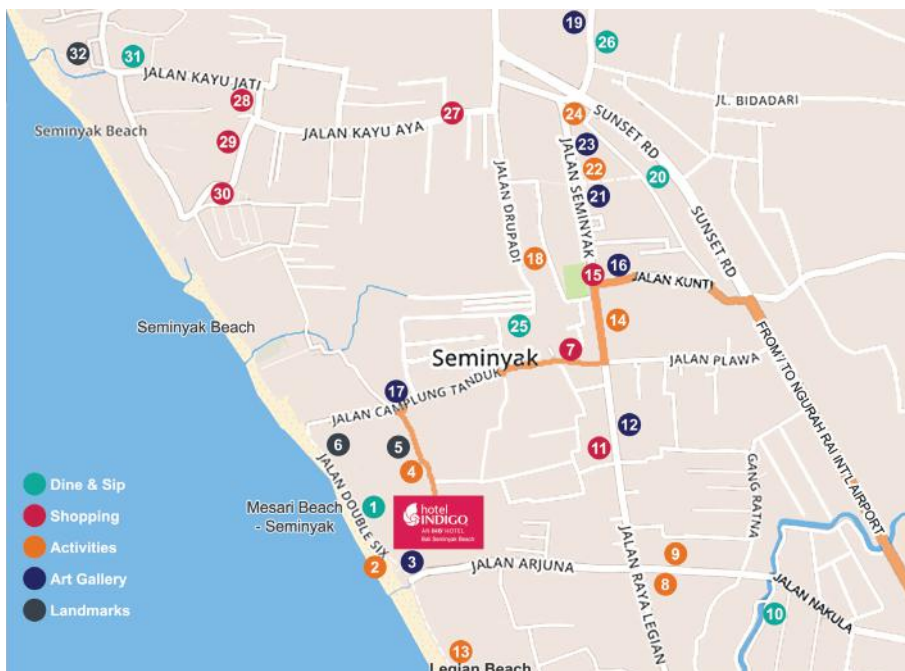 19
26
32
31
JALAN KAYU JATI
28
27
24
SUNSET RD
JL. BIDADARI
Seminyak Beach
29
JALAN KAYU AYA
23
22
20
JALAN SEMINYAK
21
30
SUNSET RD
JALAN DRUPADI
18
16
15
JALAN KUNTI
Seminyak Beach
25
14
FROM / TO NGURAH RAI INT'L AIRPORT
Seminyak
7
JALAN PLAWA
17
JALAN CAMPLUNG TANDUK
12
6
5
11
4
GANG RATNA
Dine & Sip
Shopping
Activities
Art Gallery
Landmarks
Mesari Beach
- Seminyak
1
JALAN DOUBLE SIX
hotel
INDIGO
AN IHG HOTEL
Bali Seminyak Beach
2
3
JALAN ARJUNA
JALAN RAYA LEGIAN
9
8
JALAN NAKULA
10
13
Legian Beach